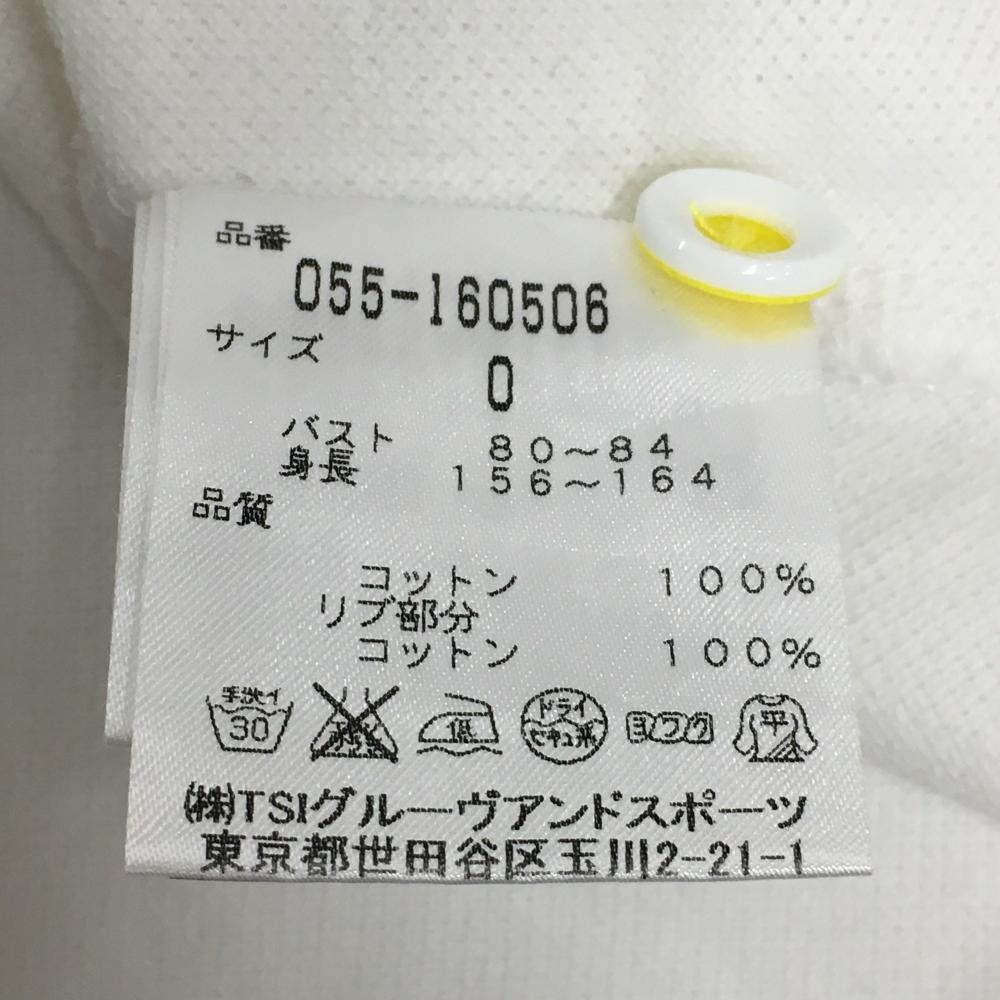 品番
055-160506
サイズ
0
バスト 80〜84
身長 156〜164
品質
コットン 100%
リブ部分
コットン 100%
手洗イ 30 低 ドライ セキユ系 ヨワク 平
㈱TSIグルーヴアンドスポーツ
東京都世田谷区玉川2-21-1